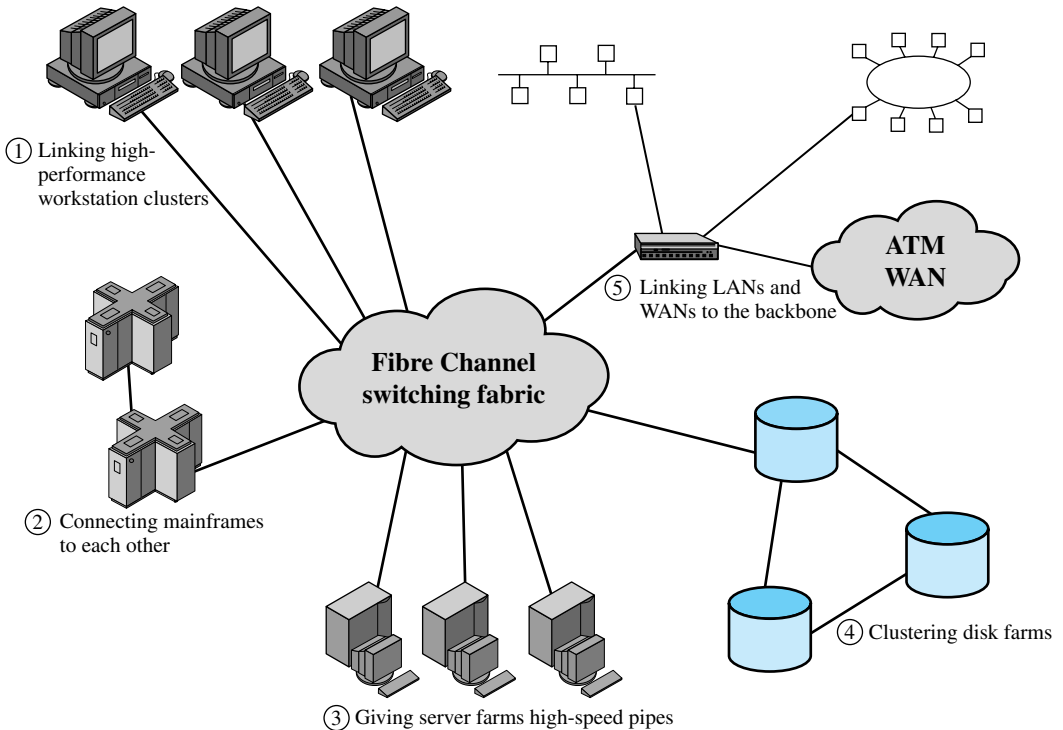 ① Linking high-
performance
workstation clusters
ATM
WAN
⑤ Linking LANs and
WANs to the backbone
Fibre Channel
switching fabric
② Connecting mainframes
to each other
④ Clustering disk farms
③ Giving server farms high-speed pipes